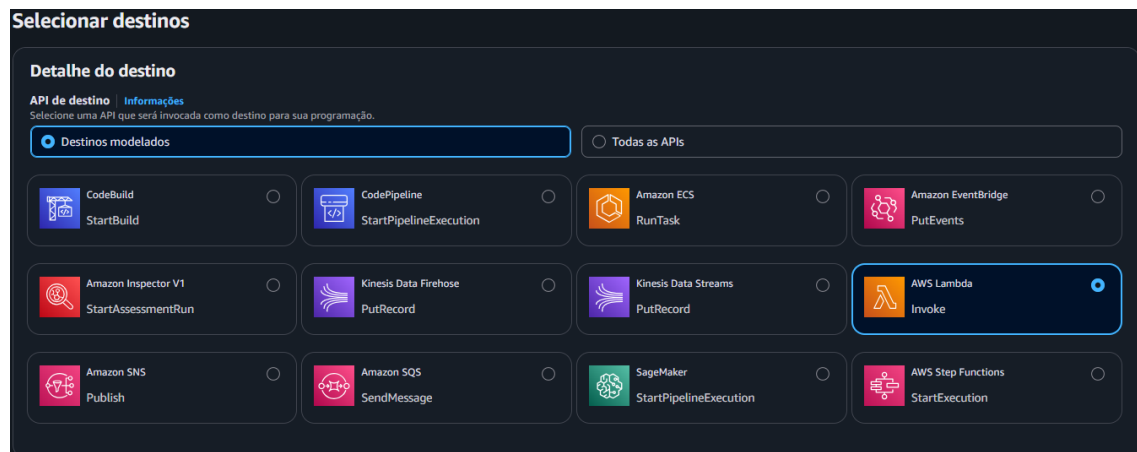 Selecionar destinos
Detalhe do destino
API de destino | Informações
Selecione uma API que será invocada como destino para sua programação.
Destinos modelados
Todas as APIs
CodeBuild
StartBuild
CodePipeline
StartPipelineExecution
Amazon ECS
RunTask
Amazon EventBridge
PutEvents
Amazon Inspector V1
StartAssessmentRun
Kinesis Data Firehose
PutRecord
Kinesis Data Streams
PutRecord
AWS Lambda
Invoke
Amazon SNS
Publish
Amazon SQS
SendMessage
SageMaker
StartPipelineExecution
AWS Step Functions
StartExecution